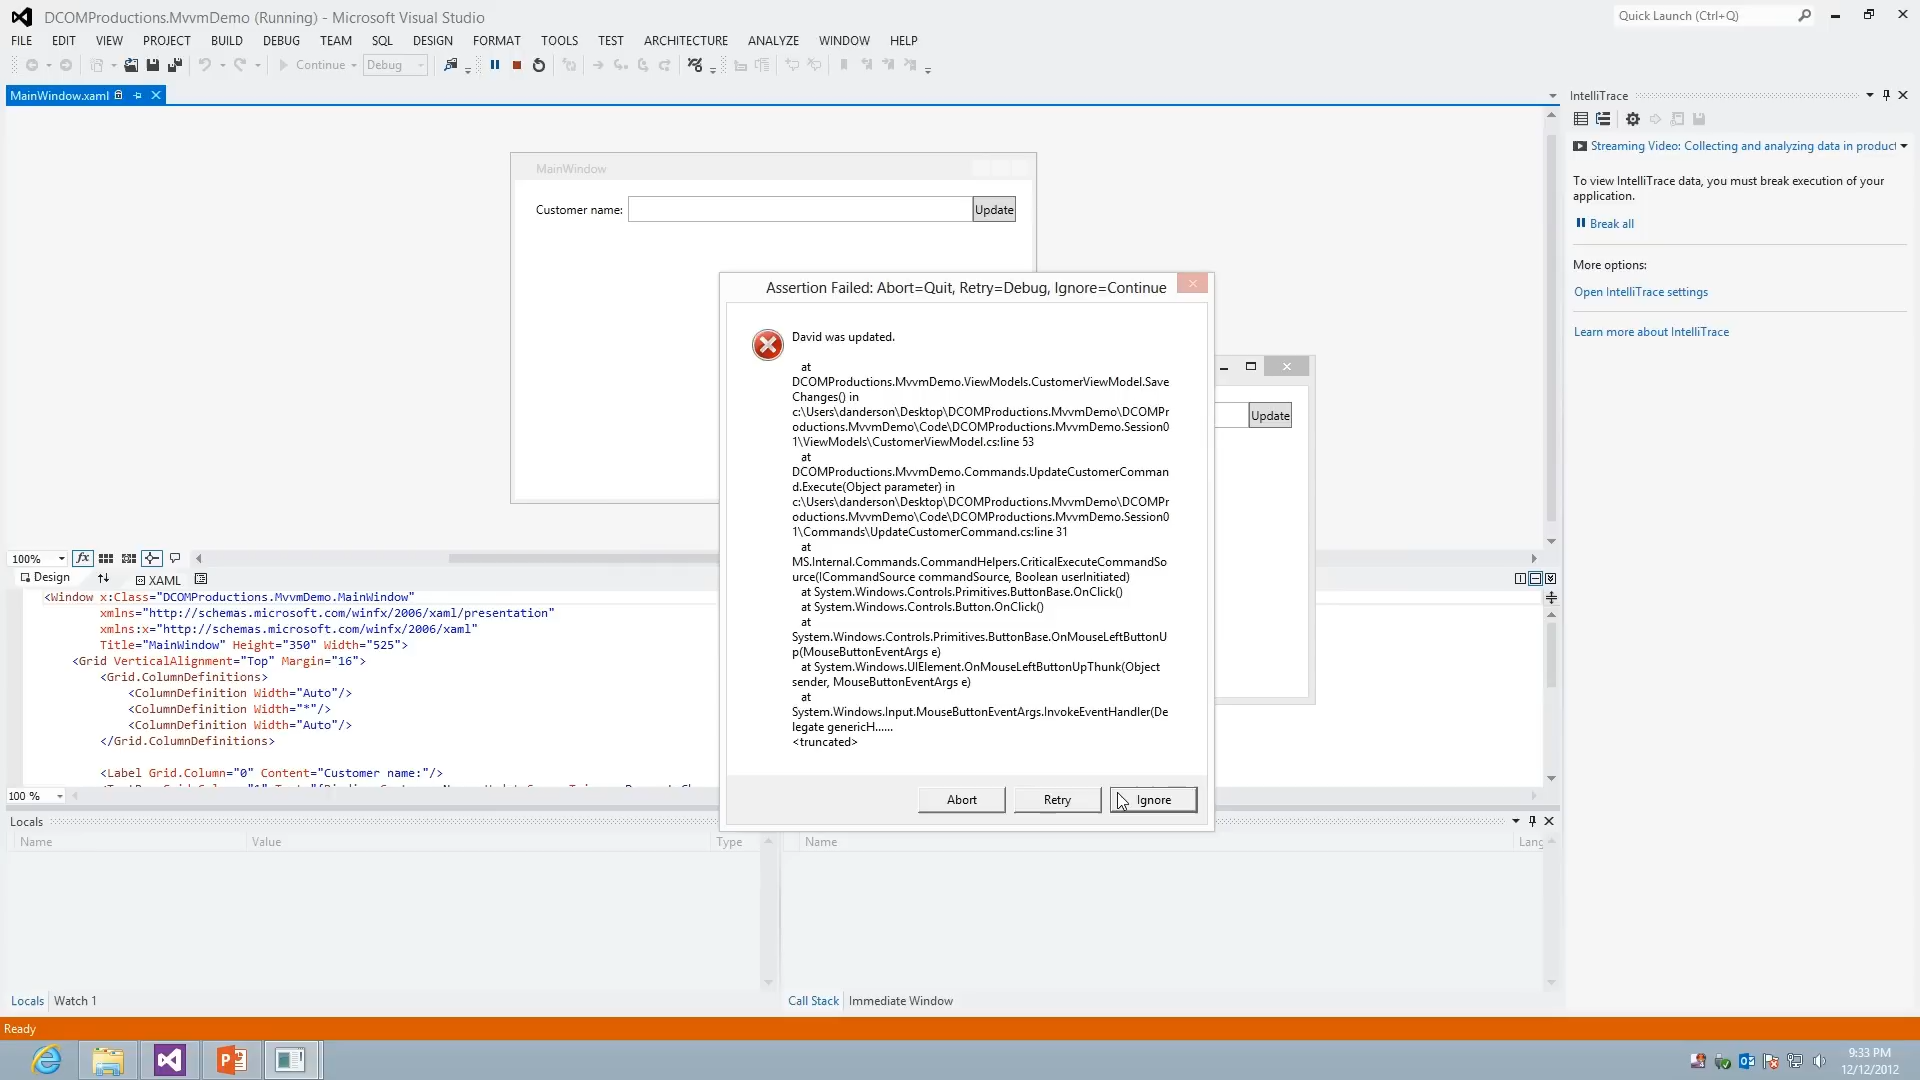 DCOMProductions.MvvmDemo (Running) - Microsoft Visual Studio
Quick Launch (Ctrl+Q)
FILE EDIT VIEW PROJECT BUILD DEBUG TEAM SQL DESIGN FORMAT TOOLS TEST ARCHITECTURE ANALYZE WINDOW HELP
Continue Debug
MainWindow.xaml
IntelliTrace
Streaming Video: Collecting and analyzing data in product
To view IntelliTrace data, you must break execution of your
application.
Break all
More options:
Open IntelliTrace settings
Learn more about IntelliTrace
MainWindow
Customer name: Update
Assertion Failed: Abort=Quit, Retry=Debug, Ignore=Continue
David was updated.
at
DCOMProductions.MvvmDemo.ViewModels.CustomerViewModel.Save
Changes() in
c:\Users\danderson\Desktop\DCOMProductions.MvvmDemo\DCOMPr
oductions.MvvmDemo\Code\DCOMProductions.MvvmDemo.Session0
1\ViewModels\CustomerViewModel.cs:line 53
at
DCOMProductions.MvvmDemo.Commands.UpdateCustomerComman
d.Execute(Object parameter) in
c:\Users\danderson\Desktop\DCOMProductions.MvvmDemo\DCOMPr
oductions.MvvmDemo\Code\DCOMProductions.MvvmDemo.Session0
1\Commands\UpdateCustomerCommand.cs:line 31
at
MS.Internal.Commands.CommandHelpers.CriticalExecuteCommandSo
urce(ICommandSource commandSource, Boolean userInitiated)
at System.Windows.Controls.Primitives.ButtonBase.OnClick()
at System.Windows.Controls.Button.OnClick()
at
System.Windows.Controls.Primitives.ButtonBase.OnMouseLeftButtonU
p(MouseButtonEventArgs e)
at System.Windows.UIElement.OnMouseLeftButtonUpThunk(Object
sender, MouseButtonEventArgs e)
at
System.Windows.Input.MouseButtonEventArgs.InvokeEventHandler(De
legate genericH......
<truncated>
Abort Retry Ignore
Update
100%
Design XAML
<Window x:Class="DCOMProductions.MvvmDemo.MainWindow"
xmlns="http://schemas.microsoft.com/winfx/2006/xaml/presentation"
xmlns:x="http://schemas.microsoft.com/winfx/2006/xaml"
Title="MainWindow" Height="350" Width="525">
<Grid VerticalAlignment="Top" Margin="16">
<Grid.ColumnDefinitions>
<ColumnDefinition Width="Auto"/>
<ColumnDefinition Width="*"/>
<ColumnDefinition Width="Auto"/>
</Grid.ColumnDefinitions>
<Label Grid.Column="0" Content="Customer name:"/>
100 %
Locals
Name Value Type
Name Lang
Locals Watch 1
Call Stack Immediate Window
Ready
9:33 PM
12/12/2012